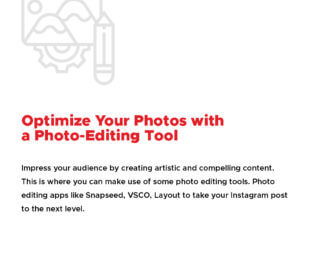 Optimize Your Photos with
a Photo-Editing Tool
Impress your audience by creating artistic and compelling content.
This is where you can make use of some photo editing tools. Photo
editing apps like Snapseed, VSCO, Layout to take your Instagram post
to the next level.